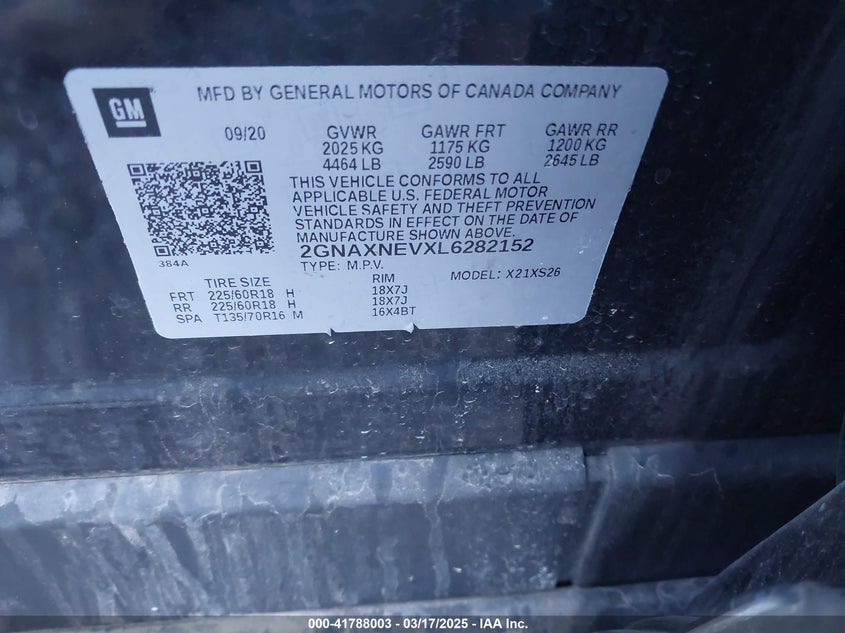 GM
MFD BY GENERAL MOTORS OF CANADA COMPANY
09/20 GVWR GAWR FRT GAWR RR
2025 KG 1175 KG 1200 KG
4464 LB 2590 LB 2645 LB
THIS VEHICLE CONFORMS TO ALL
APPLICABLE U.S. FEDERAL MOTOR
VEHICLE SAFETY AND THEFT PREVENTION
STANDARDS IN EFFECT ON THE DATE OF
MANUFACTURE SHOWN ABOVE.
2GNAXNEVXL6282152
384A
TYPE: M.P.V. MODEL: X21XS26
TIRE SIZE RIM
FRT 225/60R18 H 18X7J
RR 225/60R18 H 18X7J
SPA T135/70R16 M 16X4BT
000-41788003 — 03/17/2025 — IAA Inc.